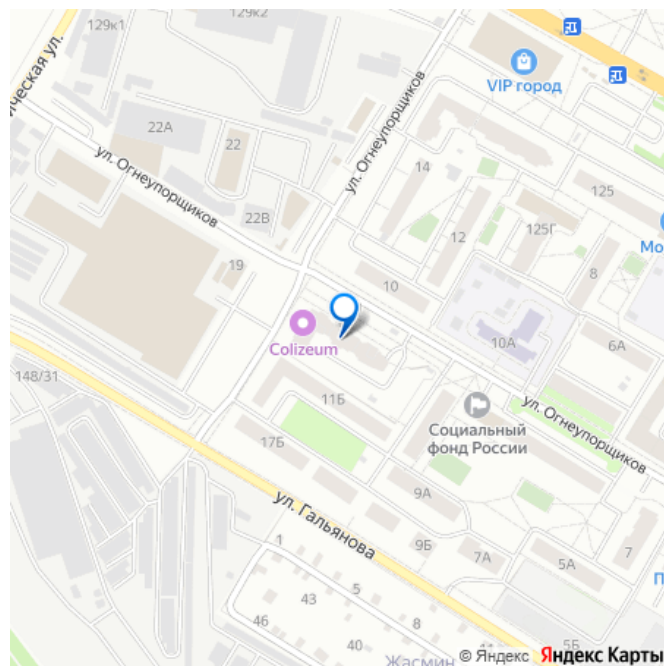 129к2
129к1
ическая ул.
VIP город
22А
22
ул. Огнеупорщиков
ул. Огнеупорщиков
14
125
22В
12
125Г
Мо
19
10
8
Colizeum
10А
6А
148/31
11Б
ул. Огнеупорщиков
Социальный
фонд России
17Б
9А
ул. Гальянова
1
9Б
7А
5А
7
43
5
П
46
8
40
5Б
Жасмин
© Яндекс Яндекс Карты